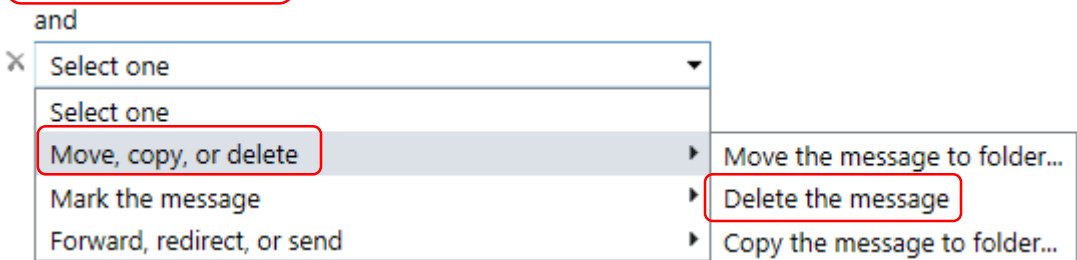 and
Select one
Select one
Move, copy, or delete
Move the message to folder...
Mark the message
Delete the message
Forward, redirect, or send
Copy the message to folder...